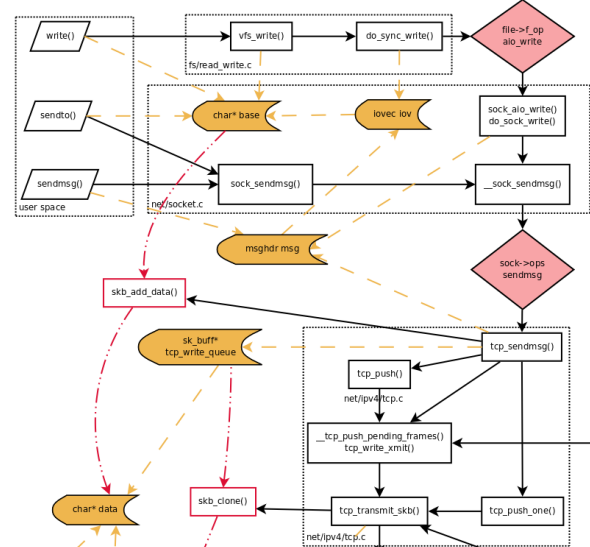 file->f_op
aio_write
write()
vfs_write()
do_sync_write()
fs/read_write.c
sendto()
char* base
iovec iov
sock_aio_write()
do_sock_write()
sendmsg()
sock_sendmsg()
__sock_sendmsg()
user space
net/socket.c
msghdr msg
sock->ops
sendmsg
skb_add_data()
sk_buff*
tcp_write_queue
tcp_sendmsg()
tcp_push()
net/ipv4/tcp.c
__tcp_push_pending_frames()
tcp_write_xmit()
char* data
skb_clone()
tcp_transmit_skb()
tcp_push_one()
net/ipv4/tcp.c